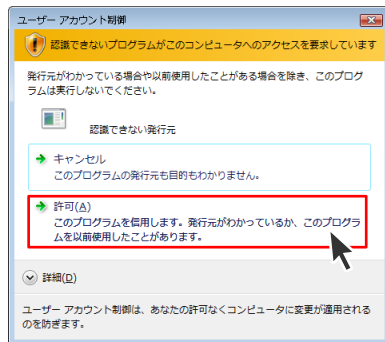 ユーザー アカウント制御
認識できないプログラムがこのコンピュータへのアクセスを要求しています
発行元がわかっている場合や以前使用したことがある場合を除き、このプログ
ラムは実行しないでください。
認識できない発行元
キャンセル
このプログラムの発行元も目的もわかりません。
許可(A)
このプログラムを信用します。発行元がわかっているか、このプログラ
ムを以前使用したことがあります。
詳細(D)
ユーザー アカウント制御は、あなたの許可なくコンピュータに変更が適用される
のを防ぎます。